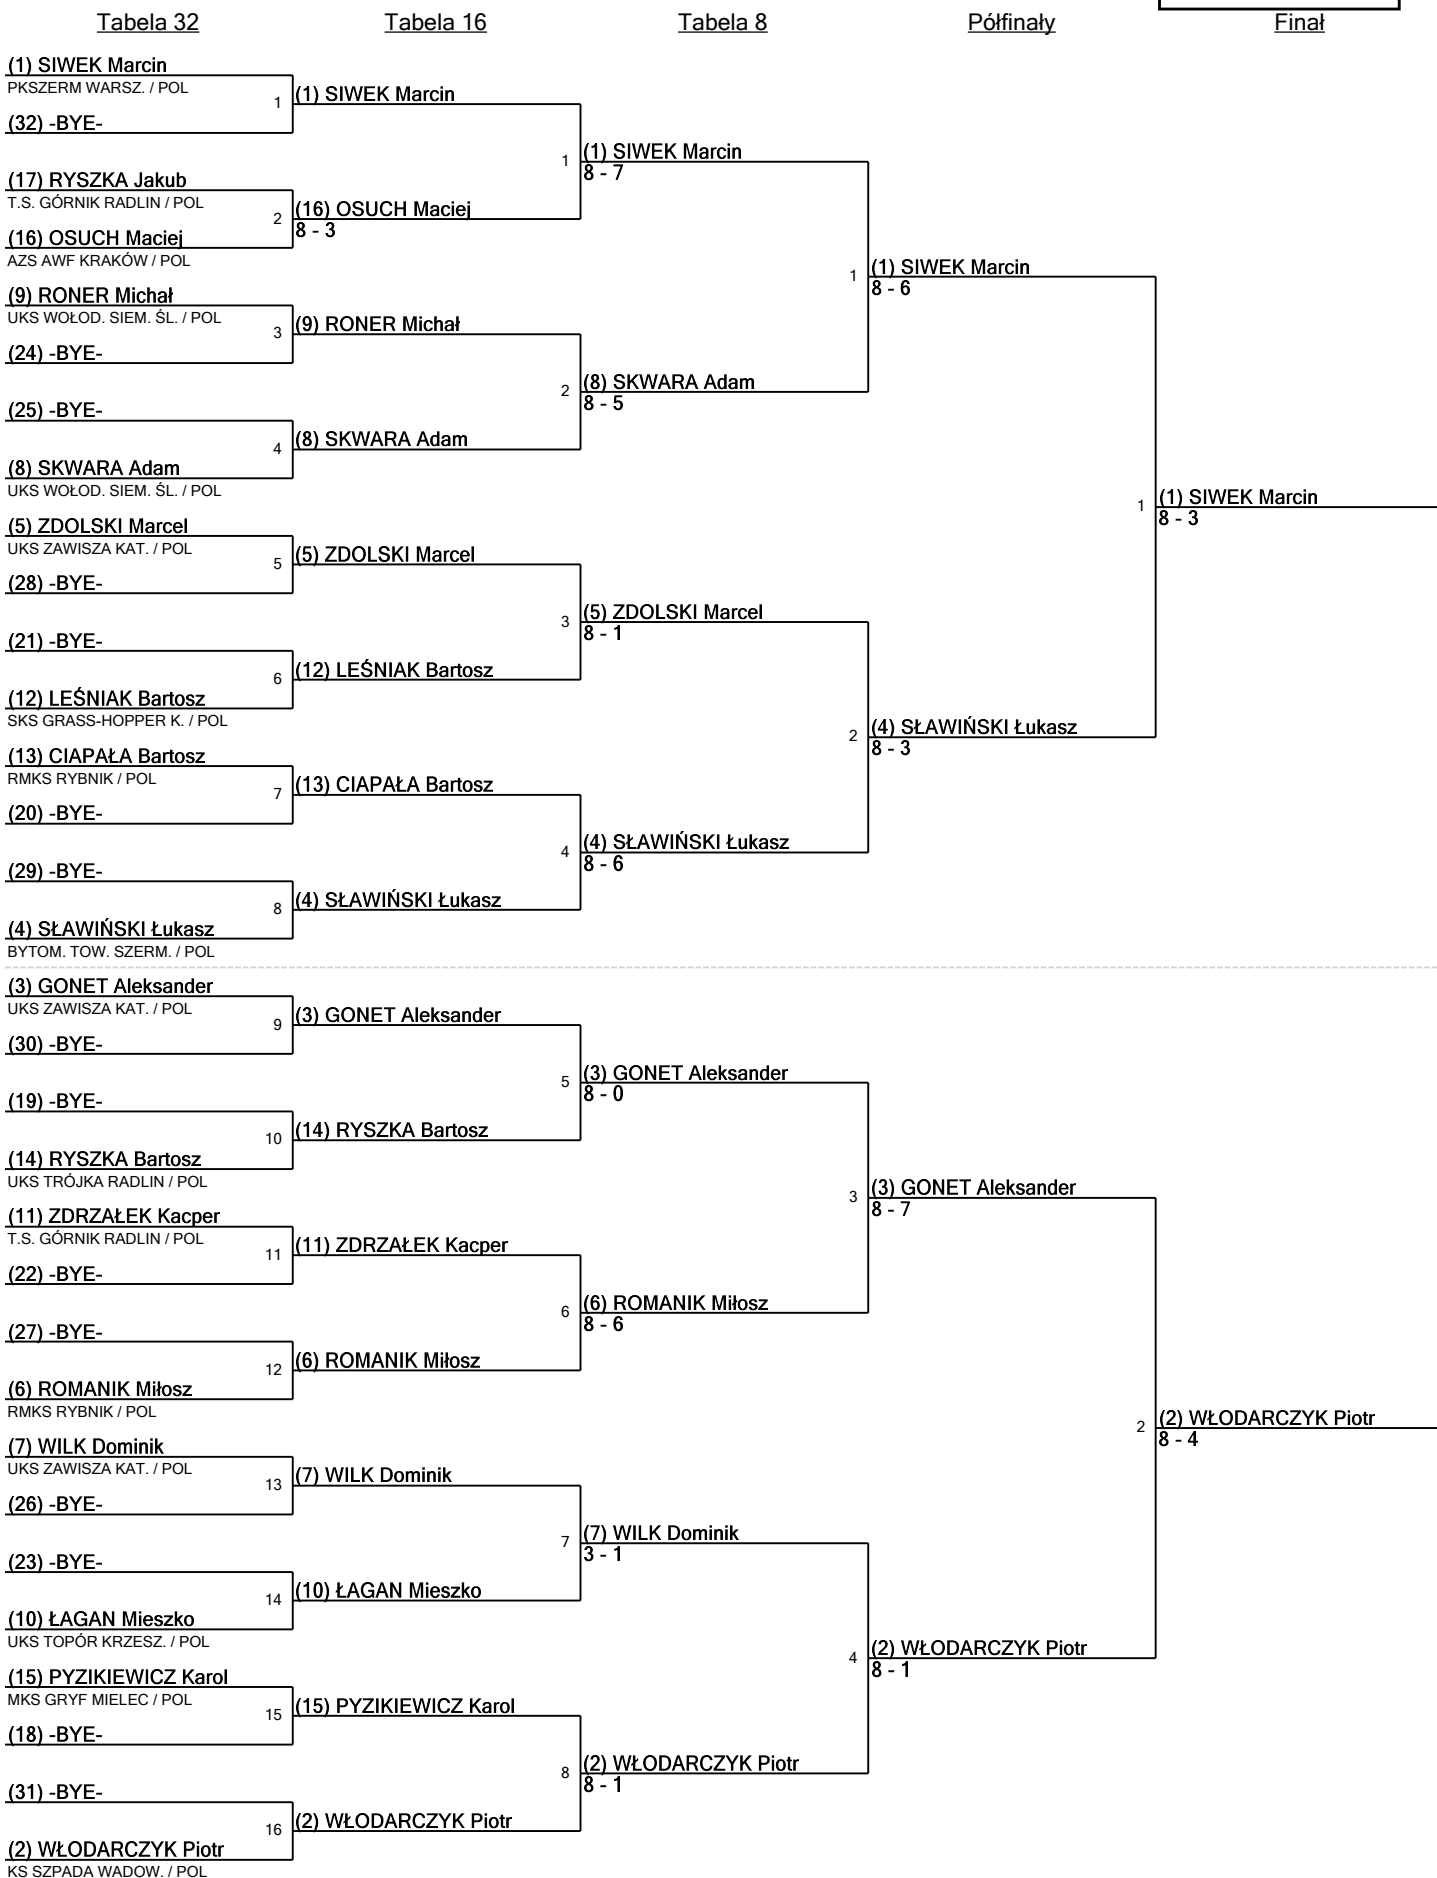 Tabela 32
Tabela 16
Tabela 8
Półfinały
Finał
(1) SIWEK Marcin
PKSZERM WARSZ. / POL
(32) -BYE-
1
(17) RYSZKA Jakub
T.S. GÓRNIK RADLIN / POL
(16) OSUCH Maciej
AZS AWF KRAKÓW / POL
2
(9) RONER Michał
UKS WOŁOD. SIEM. ŚL. / POL
(24) -BYE-
3
(25) -BYE-
(8) SKWARA Adam
UKS WOŁOD. SIEM. ŚL. / POL
4
(5) ZDOLSKI Marcel
UKS ZAWISZA KAT. / POL
(28) -BYE-
5
(21) -BYE-
(12) LEŚNIAK Bartosz
SKS GRASS-HOPPER K. / POL
6
(13) CIAPAŁA Bartosz
RMKS RYBNIK / POL
(20) -BYE-
7
(29) -BYE-
(4) SŁAWIŃSKI Łukasz
BYTOM. TOW. SZERM. / POL
8
(3) GONET Aleksander
UKS ZAWISZA KAT. / POL
(30) -BYE-
9
(19) -BYE-
(14) RYSZKA Bartosz
UKS TRÓJKA RADLIN / POL
10
(11) ZDRZAŁEK Kacper
T.S. GÓRNIK RADLIN / POL
(22) -BYE-
11
(27) -BYE-
(6) ROMANIK Miłosz
RMKS RYBNIK / POL
12
(7) WILK Dominik
UKS ZAWISZA KAT. / POL
(26) -BYE-
13
(23) -BYE-
(10) ŁAGAN Mieszko
UKS TOPÓR KRZESZ. / POL
14
(15) PYZIKIEWICZ Karol
MKS GRYF MIELEC / POL
(18) -BYE-
15
(31) -BYE-
(2) WŁODARCZYK Piotr
KS SZPADA WADOW. / POL
16
(1) SIWEK Marcin
(16) OSUCH Maciej
8 - 3
1
(9) RONER Michał
(8) SKWARA Adam
2
(5) ZDOLSKI Marcel
(12) LEŚNIAK Bartosz
3
(13) CIAPAŁA Bartosz
(4) SŁAWIŃSKI Łukasz
4
(3) GONET Aleksander
(14) RYSZKA Bartosz
5
(11) ZDRZAŁEK Kacper
(6) ROMANIK Miłosz
6
(7) WILK Dominik
(10) ŁAGAN Mieszko
7
(15) PYZIKIEWICZ Karol
(2) WŁODARCZYK Piotr
8
(1) SIWEK Marcin
8 - 7
(8) SKWARA Adam
8 - 5
1
(5) ZDOLSKI Marcel
8 - 1
(4) SŁAWIŃSKI Łukasz
8 - 6
2
(3) GONET Aleksander
8 - 0
(6) ROMANIK Miłosz
8 - 6
3
(7) WILK Dominik
3 - 1
(2) WŁODARCZYK Piotr
8 - 1
4
(1) SIWEK Marcin
8 - 6
(4) SŁAWIŃSKI Łukasz
8 - 3
1
(3) GONET Aleksander
8 - 7
(2) WŁODARCZYK Piotr
8 - 1
2
(1) SIWEK Marcin
8 - 3
(2) WŁODARCZYK Piotr
8 - 4